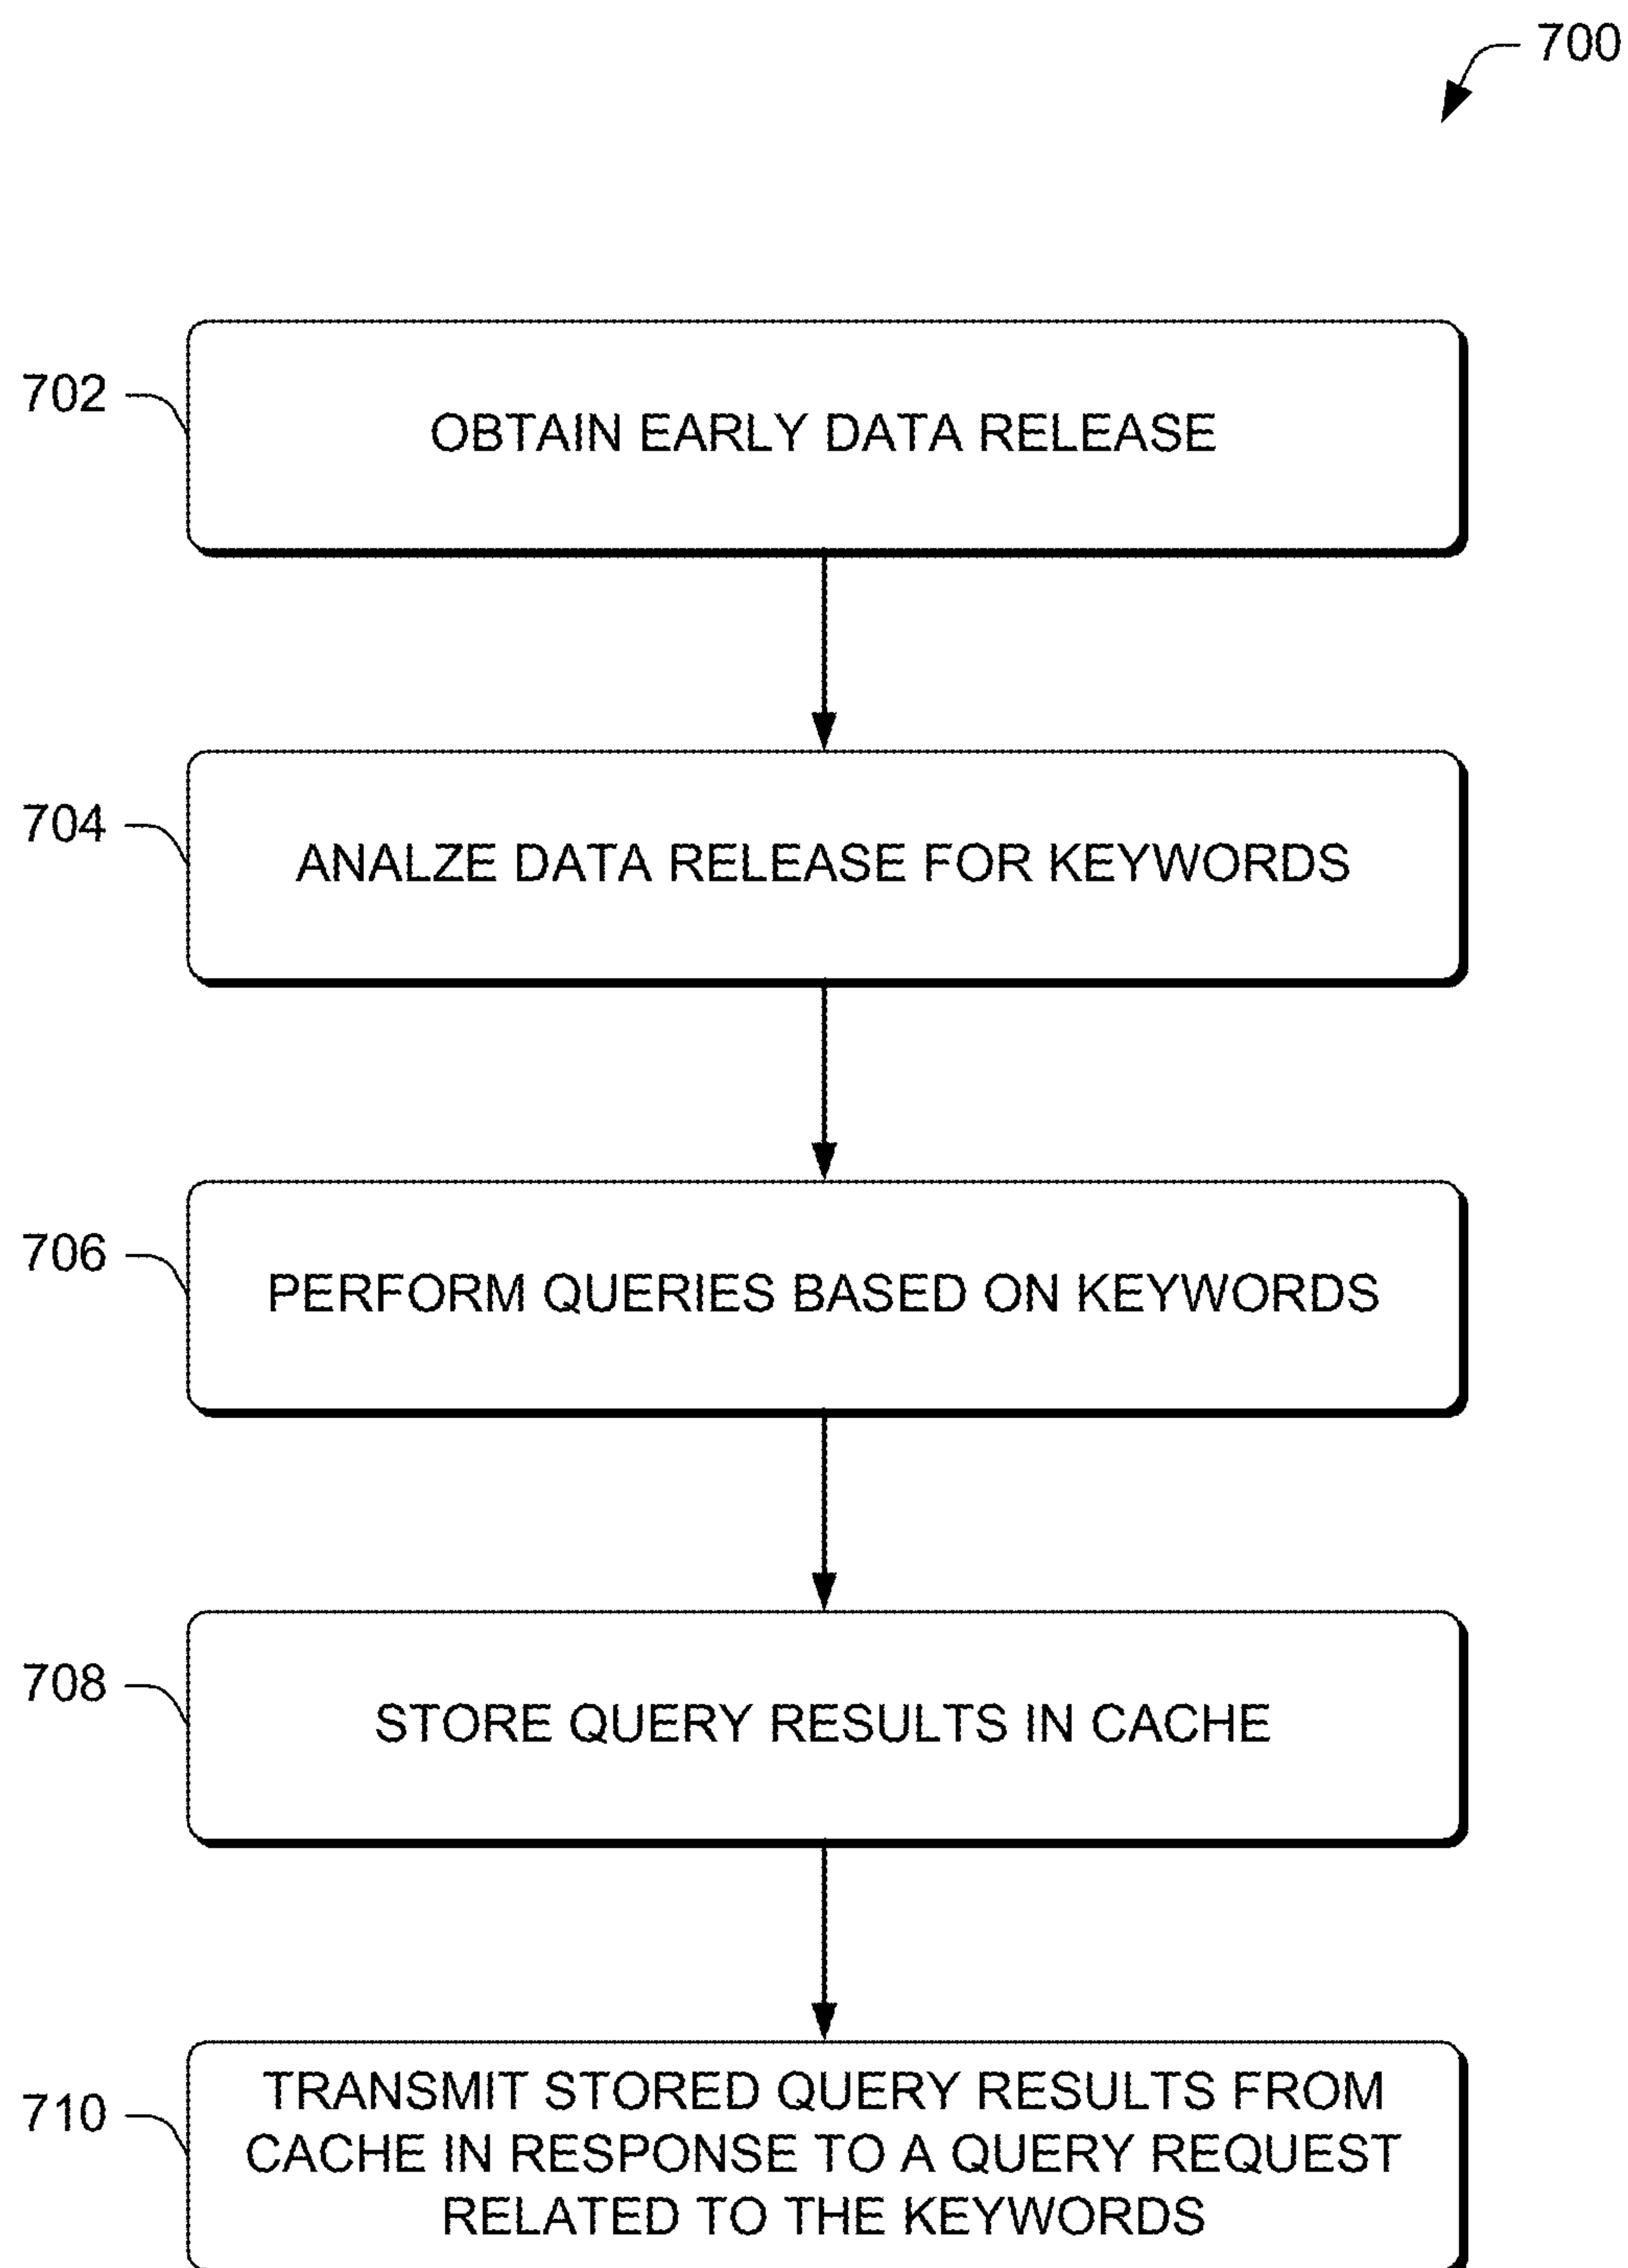 700
702
OBTAIN EARLY DATA RELEASE
704
ANALZE DATA RELEASE FOR KEYWORDS
706
PERFORM QUERIES BASED ON KEYWORDS
708
STORE QUERY RESULTS IN CACHE
710
TRANSMIT STORED QUERY RESULTS FROM
CACHE IN RESPONSE TO A QUERY REQUEST
RELATED TO THE KEYWORDS